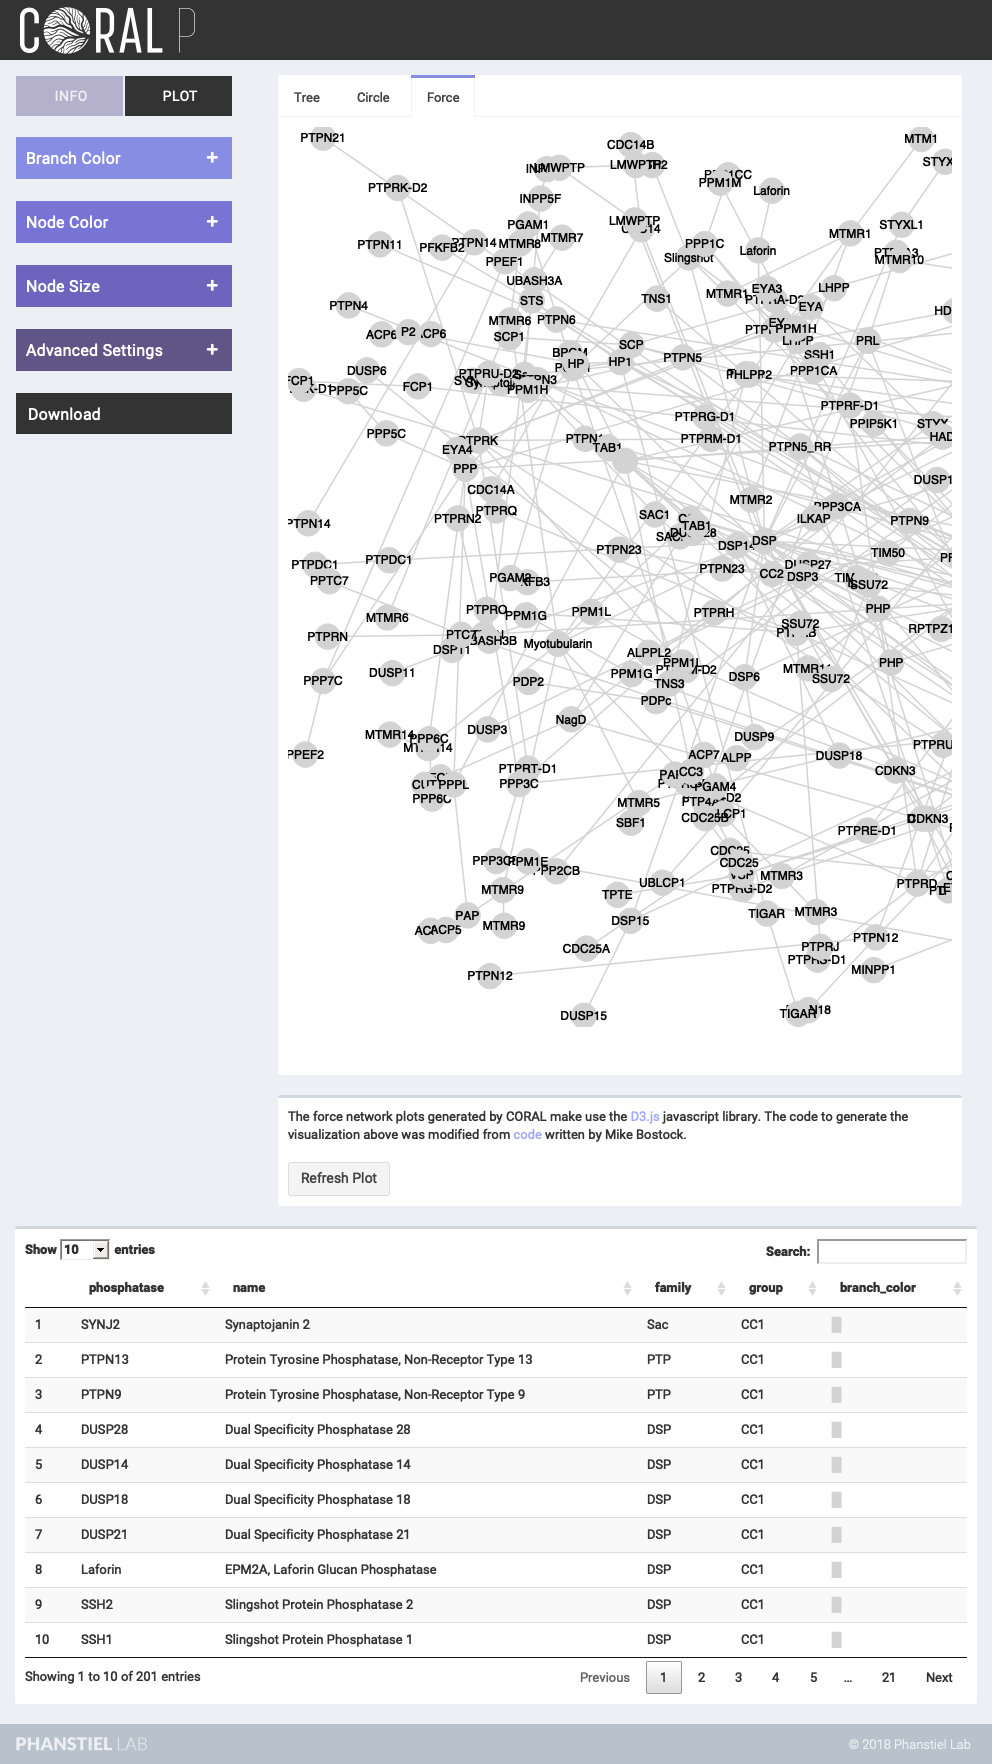 CORAL P
INFO PLOT
Branch Color +
Node Color +
Node Size +
Advanced Settings +
Download
Tree Circle Force
PTPN21
CDC14B
MTM1
LMWPTP
STYX
PPM1M
Laforin
PTPRK-D2
INPP5F
LMWPTP
PGAM1
STYXL1
MTMR1
MTMR7
PTPN11
PFKFB2
PTPN14
MTMR8
PPP1C
Laforin
MTMR10
Slingshot
PPEF1
UBASH3A
LHPP
EYA3
MTMR1
TNS1
STS
PTPN4
EYA
HD
MTMR6
PTPN6
PPM1H
ACP6
P2
SCP1
SCP
PRL
SSH1
HP
HP1
PTPN5
PPP1CA
DUSP6
PTPRU-D2
PHLPP2
FCP1
FCP1
PPP5C
PPM1H
PTPRF-D1
PTPRG-D1
PPIP5K1
STYX
PPP5C
PTPRK
PTPRM-D1
HAD
EYA4
TAB1
PTPN5_RR
PPP
DUSP1
CDC14A
MTMR2
PPP3CA
PTPRQ
SAC1
PTPRN2
ILKAP
PTPN9
PTPN14
TAB1
DSP14
DSP
PTPN23
TIM50
PTPDC1
PTPDC1
PTPN23
CC2
DSP3
DUSP27
PPTC7
PGAM2
SSU72
PTPRO
PPM1G
PPM1L
PTPRH
PHP
MTMR6
SSU72
RPTPZ1
PTPRN
PTC7
UBASH3B
Myotubularin
DSP11
ALPPL2
PPM1L
PHP
DUSP11
PPM1G
DSP6
SSU72
PPP7C
PDP2
TNS3
PDPc
NagD
DUSP3
MTMR14
PPP6C
DUSP9
PTPRU
PPEF2
ACP7
ALPP
DUSP18
PTPRT-D1
CDKN3
CC3
PPP3C
PPPL
PGAM4
PPP6C
MTMR5
CDC25B
SBF1
CDKN3
PTPRE-D1
CDC25
PPM1E
PPP2CB
MTMR3
UBLCP1
PTPRD
MTMR9
PTPRG-D2
TPTE
PAP
TIGAR
MTMR3
ACP5
MTMR9
DSP15
PTPN12
CDC25A
PTPRJ
PTPRS-D1
MINPP1
PTPN12
DUSP15
TIGAR
The force network plots generated by CORAL make use the D3.js javascript library. The code to generate the
visualization above was modified from code written by Mike Bostock.
Refresh Plot
Show 10 entries Search:
phosphatase name family group branch_color
1 SYNJ2 Synaptojanin 2 Sac CC1
2 PTPN13 Protein Tyrosine Phosphatase, Non-Receptor Type 13 PTP CC1
3 PTPN9 Protein Tyrosine Phosphatase, Non-Receptor Type 9 PTP CC1
4 DUSP28 Dual Specificity Phosphatase 28 DSP CC1
5 DUSP14 Dual Specificity Phosphatase 14 DSP CC1
6 DUSP18 Dual Specificity Phosphatase 18 DSP CC1
7 DUSP21 Dual Specificity Phosphatase 21 DSP CC1
8 Laforin EPM2A, Laforin Glucan Phosphatase DSP CC1
9 SSH2 Slingshot Protein Phosphatase 2 DSP CC1
10 SSH1 Slingshot Protein Phosphatase 1 DSP CC1
Showing 1 to 10 of 201 entries Previous 1 2 3 4 5 … 21 Next
PHANSTIEL LAB © 2018 Phanstiel Lab